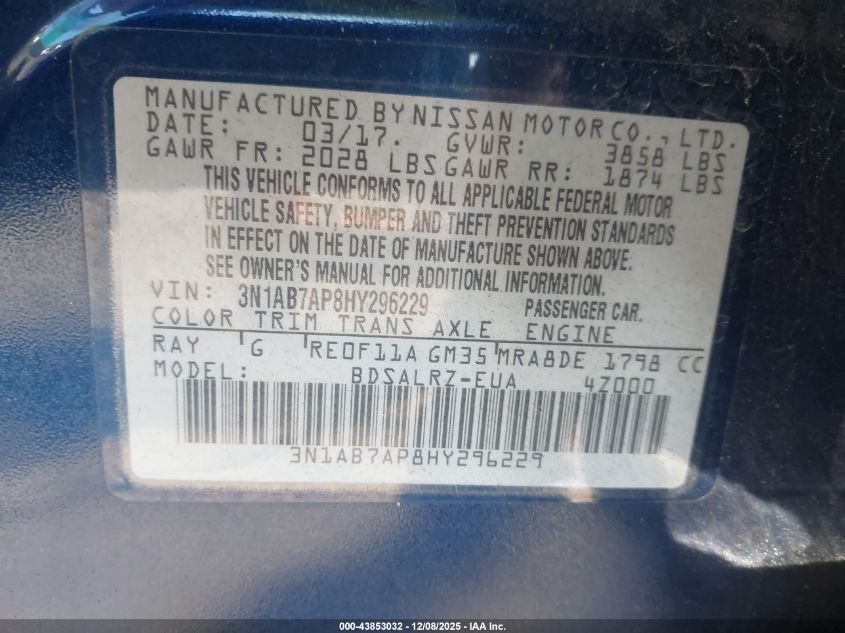 MANUFACTURED BY NISSAN MOTOR CO., LTD.
DATE: 03/17. GVWR: 3858 LBS
GAWR FR: 2028 LBS GAWR RR: 1874 LBS
THIS VEHICLE CONFORMS TO ALL APPLICABLE FEDERAL MOTOR
VEHICLE SAFETY, BUMPER AND THEFT PREVENTION STANDARDS
IN EFFECT ON THE DATE OF MANUFACTURE SHOWN ABOVE.
SEE OWNER'S MANUAL FOR ADDITIONAL INFORMATION.
VIN: 3N1AB7AP8HY296229 PASSENGER CAR.
COLOR TRIM TRANS AXLE ENGINE
RAY G RE0F11A GM35 MRA8DE 1798 CC
MODEL: BDSALRZ-EUA 4Z000
3N1AB7AP8HY296229
000-43853032 - 12/08/2025 - IAA Inc.